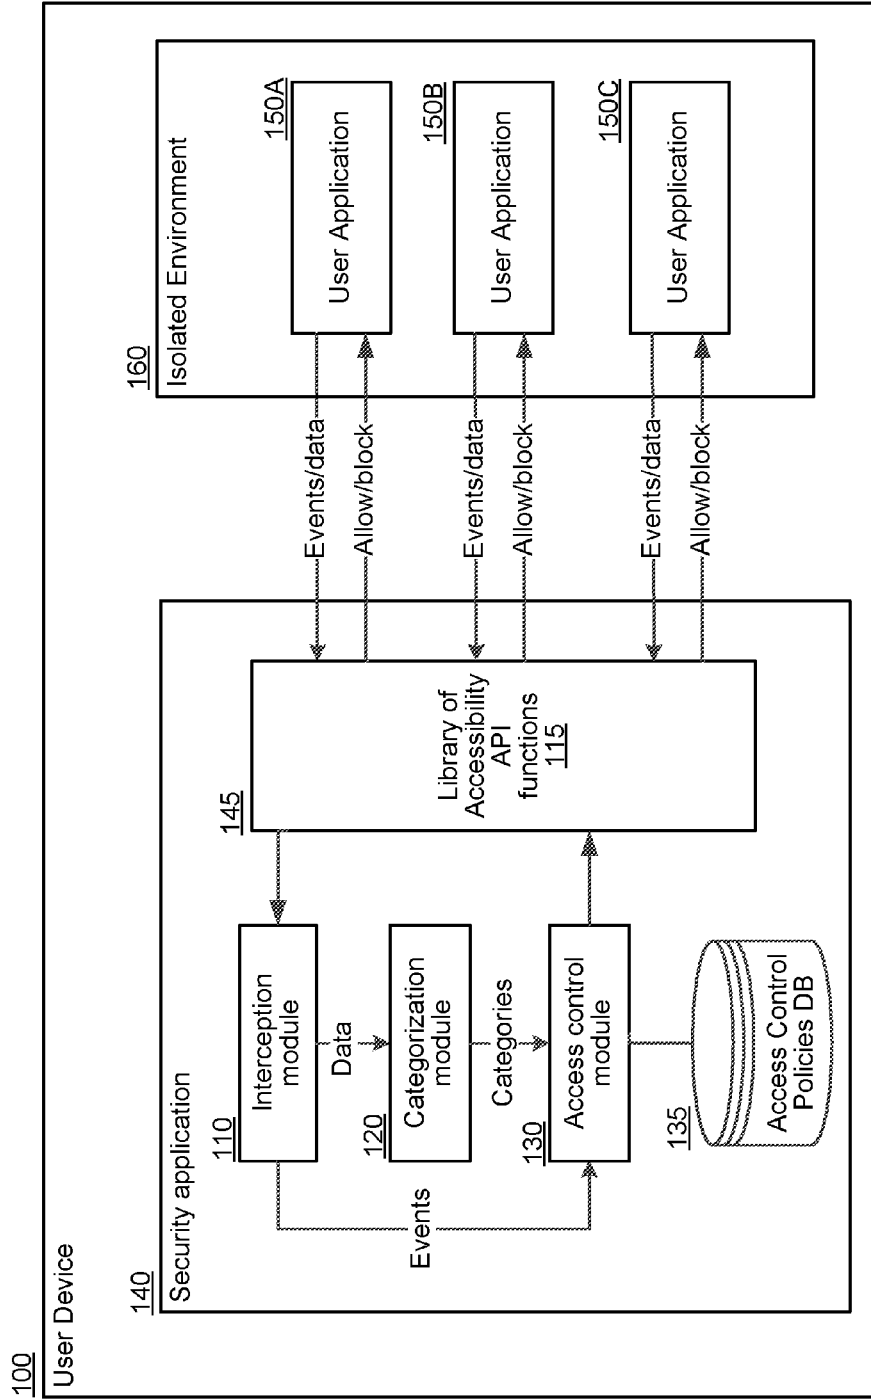 100
User Device
140
Security application
110
Interception
module
Data
120
Categorization
module
Categories
130
Access control
module
Events
135
Access Control
Policies DB
145
Library of
Accessibility
API
functions
115
Events/data
Allow/block
Events/data
Allow/block
Events/data
Allow/block
160
Isolated Environment
150A
User Application
150B
User Application
150C
User Application